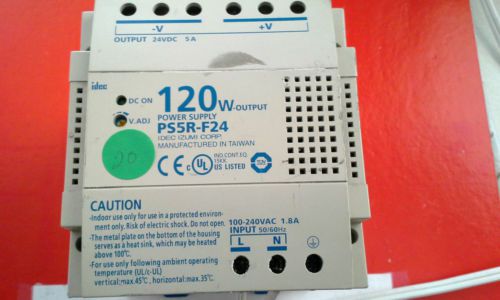 -V +V
OUTPUT 24VDC 5A
idec
DC ON
120W-OUTPUT
POWER SUPPLY
V.ADJ
PS5R-F24
IDEC IZUMI CORP.
MANUFACTURED IN TAIWAN
20
CE c UL US LISTED
IND.CONT.EQ.
15KK
CAUTION
-Indoor use only for use in a protected environ-
ment only. Risk of electric shock. Do not open.
-The metal plate on the bottom of the housing
serves as a heat sink, which may be heated
above 100°C.
-For use only following ambient operating
temperature (UL/c-UL)
vertical:max.45°C, horizontal:max.35°C.
100-240VAC 1.8A
INPUT 50/60Hz
L N